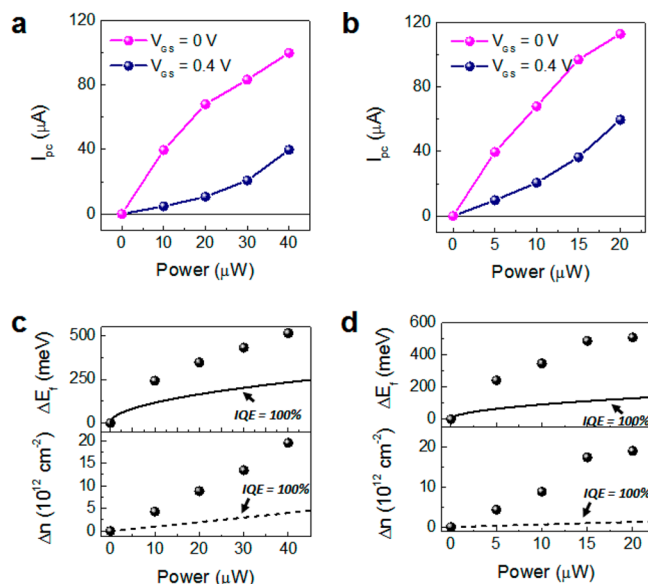 a
120
80
40
0
I_pc (μA)
V_GS = 0 V
V_GS = 0.4 V
0 10 20 30 40
Power (μW)
b
120
80
40
0
I_pc (μA)
V_GS = 0 V
V_GS = 0.4 V
0 5 10 15 20
Power (μW)
c
500
250
0
ΔE_f (meV)
IQE = 100%
20
15
10
5
0
Δn (10^12 cm^-2)
IQE = 100%
0 10 20 30 40
Power (μW)
d
600
400
200
0
ΔE_f (meV)
IQE = 100%
20
10
0
Δn (10^12 cm^-2)
IQE = 100%
0 5 10 15 20
Power (μW)